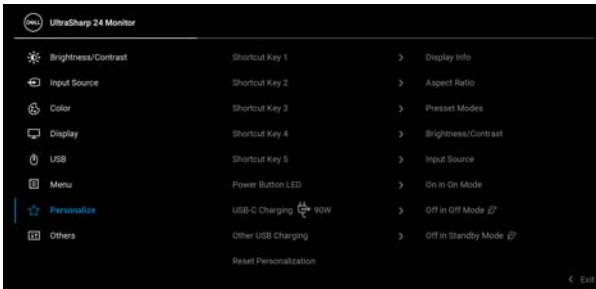 DELL UltraSharp 24 Monitor
Brightness/Contrast Shortcut Key 1 > Display Info
Input Source Shortcut Key 2 > Aspect Ratio
Color Shortcut Key 3 > Presset Modes
Display Shortcut Key 4 > Brightness/Contrast
USB Shortcut Key 5 > Input Source
Menu Power Button LED > On in On Mode
Personalize USB-C Charging 90W > Off in Off Mode
Others Other USB Charging > Off in Standby Mode
Reset Personalization
< Exit